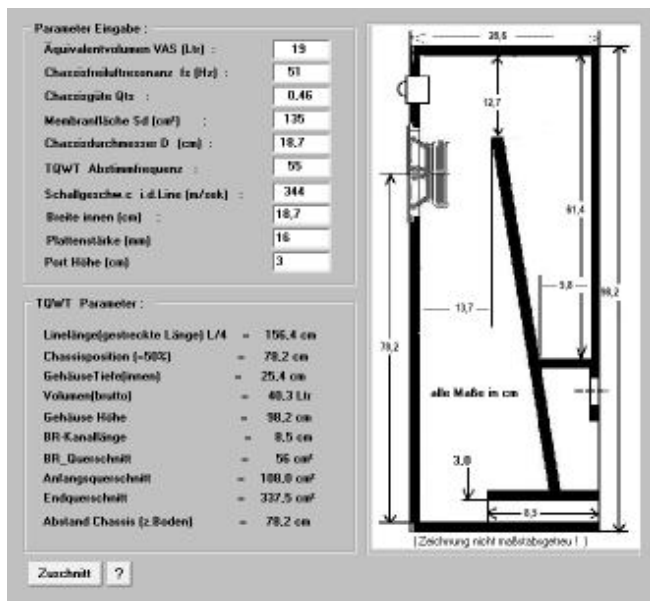 Parameter Eingabe :
Äquivalentvolumen VAS (Ltr) : 19
Chassisfreiluftresonanz fs (Hz) : 51
Chassisgüte Qts : 0,46
Membranfläche Sd (cm²) : 135
Chassisdurchmesser D (cm) : 18,7
TQWT Abstimmfrequenz : 55
Schallgeschw.c i.d.Line (m/sek) : 344
Breite innen (cm) : 18,7
Plattenstärke (mm) 16
Port Höhe (cm) 3
TQWT Parameter :
Linelänge(gestreckte Länge) L/4 = 156,4 cm
Chassisposition (=50%) = 78,2 cm
GehäuseTiefe(innen) = 25,4 cm
Volumen(brutto) = 40,3 Ltr
Gehäuse Höhe = 98,2 cm
BR-Kanallänge = 8,5 cm
BR_Querschnitt = 56 cm²
Anfangsquerschnitt = 108,0 cm²
Endquerschnitt = 337,5 cm²
Abstand Chassis (z.Boden) = 78,2 cm
Zuschnitt
?
12,7
61,4
9,8
98,2
13,7
78,2
alle Maße in cm
3,0
( Zeichnung nicht maßstabsgetreu ! )